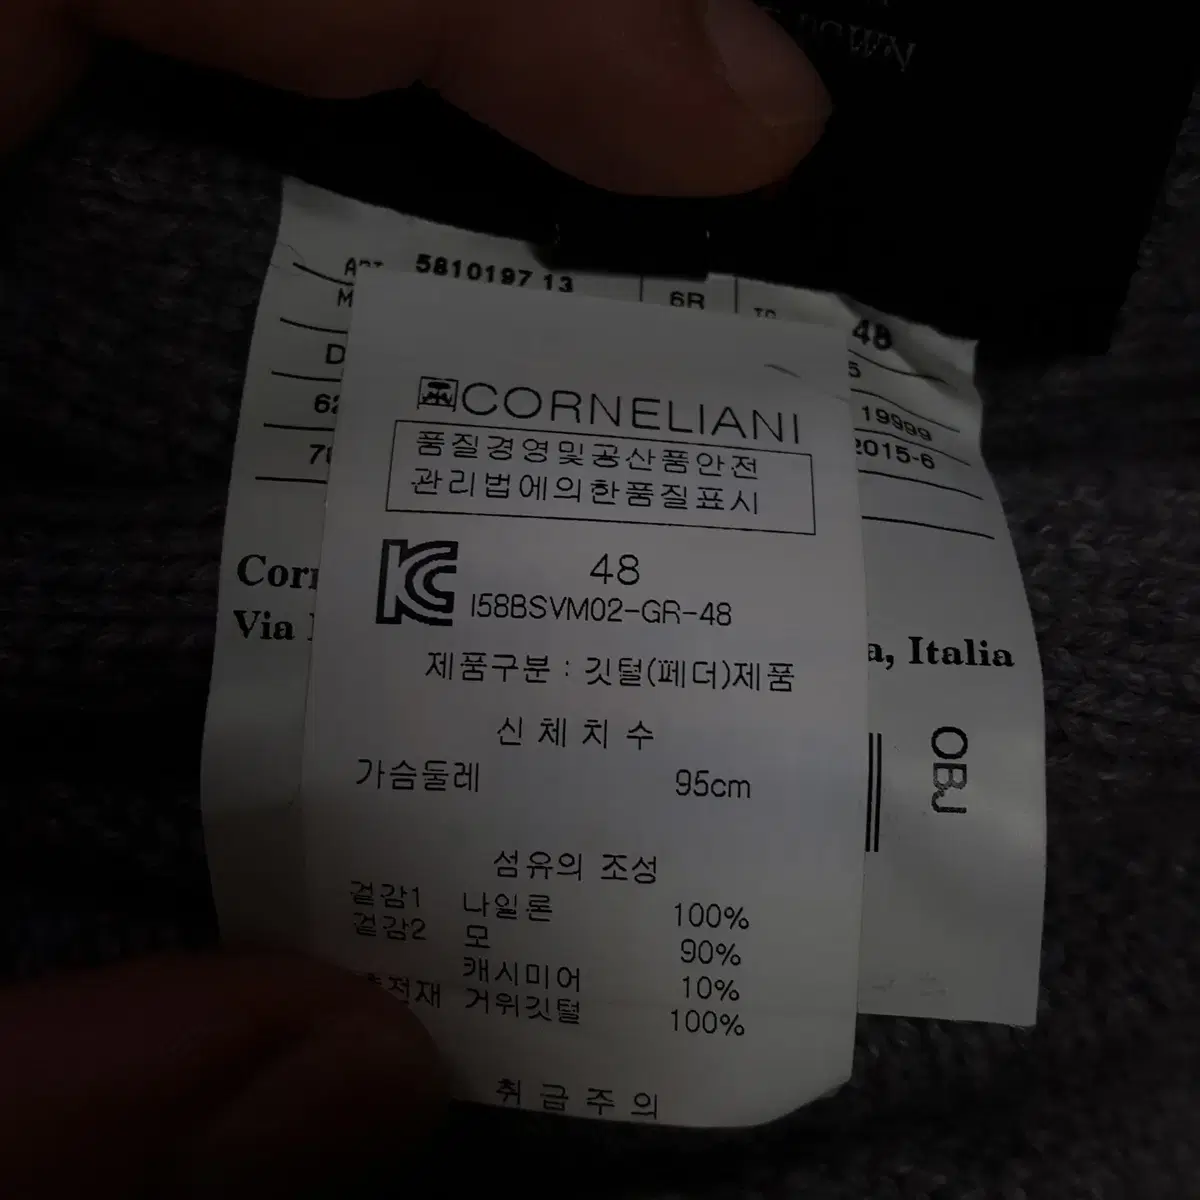 ART 5810197 13
6R
48
19999
2015-6
CORNELIANI
품질경영및공산품안전
관리법에의한품질표시
48
I58BSVM02-GR-48
제품구분 : 깃털(페더)제품
신체치수
가슴둘레 95cm
섬유의 조성
겉감1 나일론 100%
겉감2 모 90%
캐시미어 10%
거위깃털 100%
취급주의
Via
Italia
OBJ